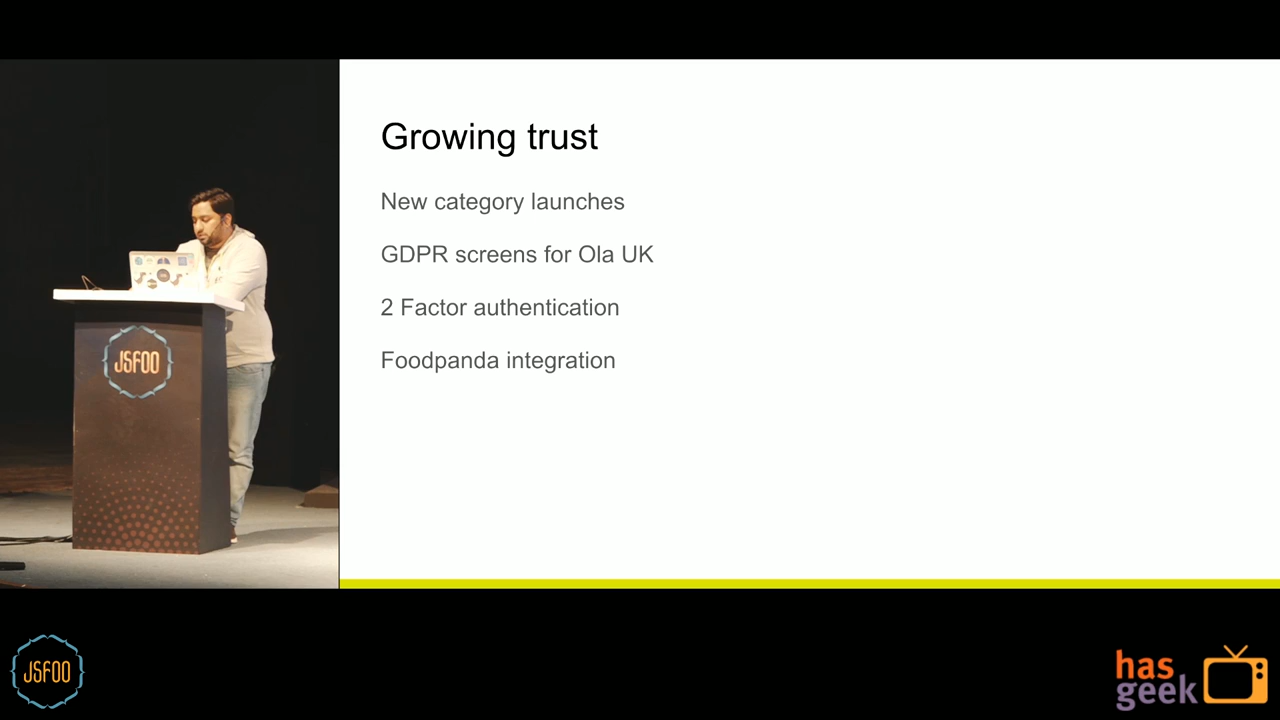 Growing trust
New category launches
GDPR screens for Ola UK
2 Factor authentication
Foodpanda integration
JSFOO
JSFOO
has
geek